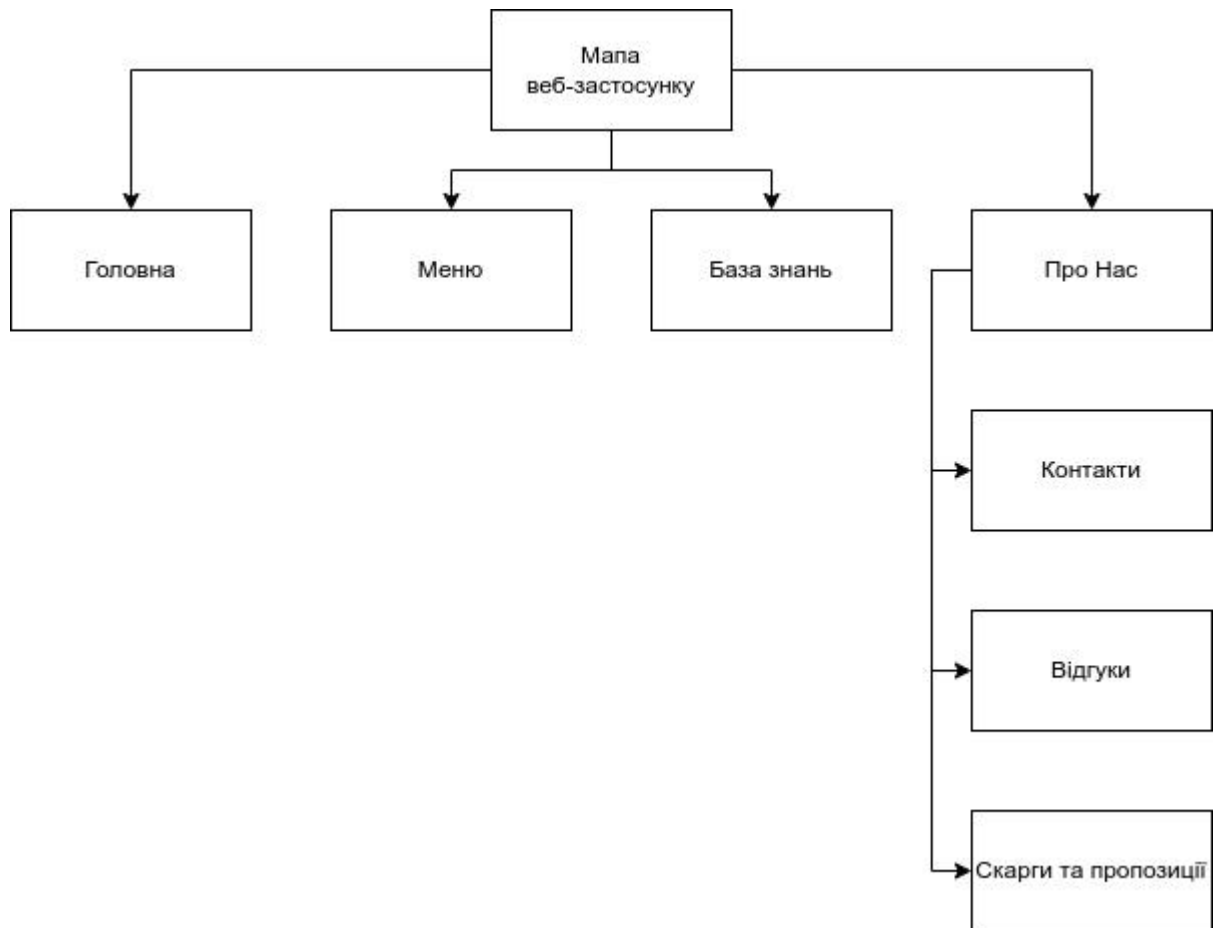 Мапа
веб-застосунку
Головна
Меню
База знань
Про Нас
Контакти
Відгуки
Скарги та пропозиції